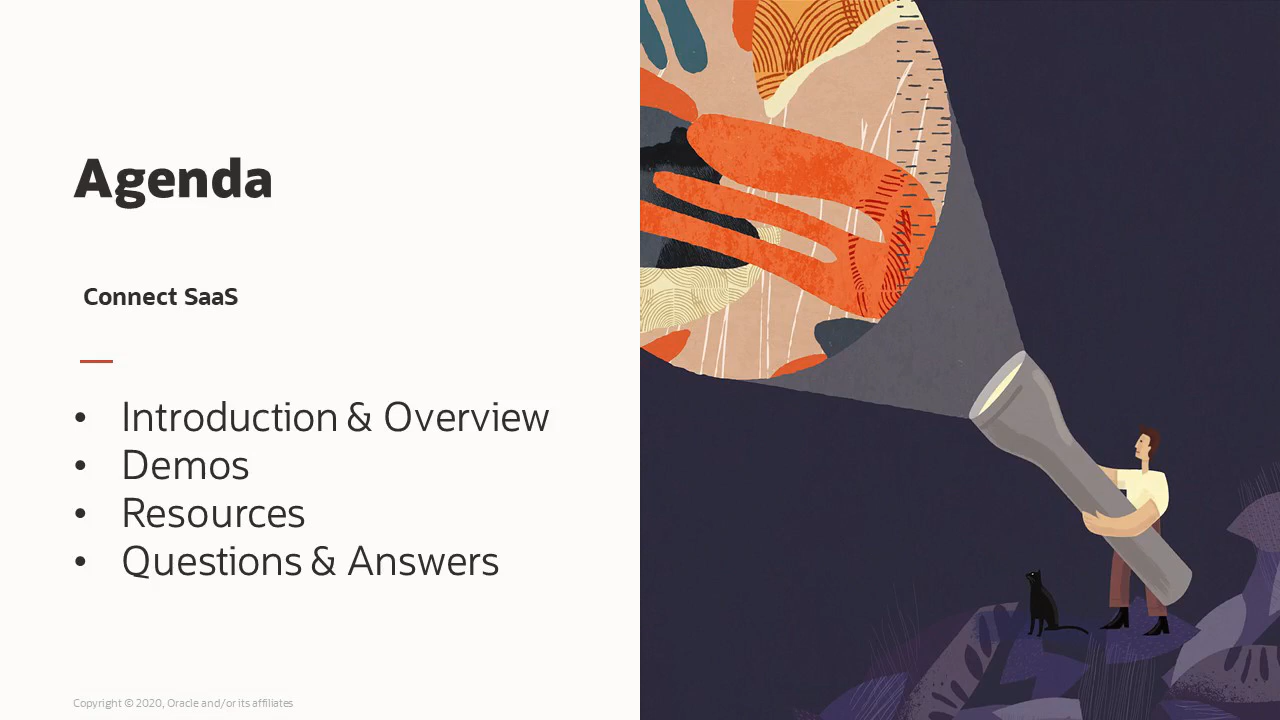 Agenda
Connect SaaS
• Introduction & Overview
• Demos
• Resources
• Questions & Answers
Copyright © 2020, Oracle and/or its affiliates